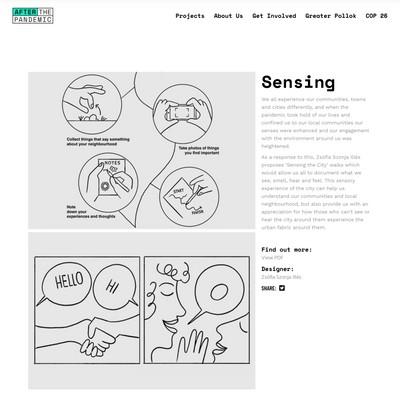 AFTER THE
PANDEMIC
Projects About Us Get Involved Greater Pollok COP 26
Collect things that say something
about your neighbourhood
Take photos of things
you find important
NOTES
Note
down your
experiences and thoughts
START
FINISH
HELLO
HI
Sensing
We all experience our communities, towns
and cities differently, and when the
pandemic took hold of our lives and
confined us to our local communities our
senses were enhanced and our engagement
with the environment around us was
heightened.
As a response to this, Zsófia Szonja Illés
proposes 'Sensing the City' walks which
would allow us all to document what we
see, smell, hear and feel. This sensory
experience of the city can help us
understand our communities and local
neighbourhood, but also provide us with an
appreciation for how those who can't see or
hear the city around them experience the
urban fabric around them.
Find out more:
View PDF
Designer:
Zsófia Szonja Illés
SHARE: